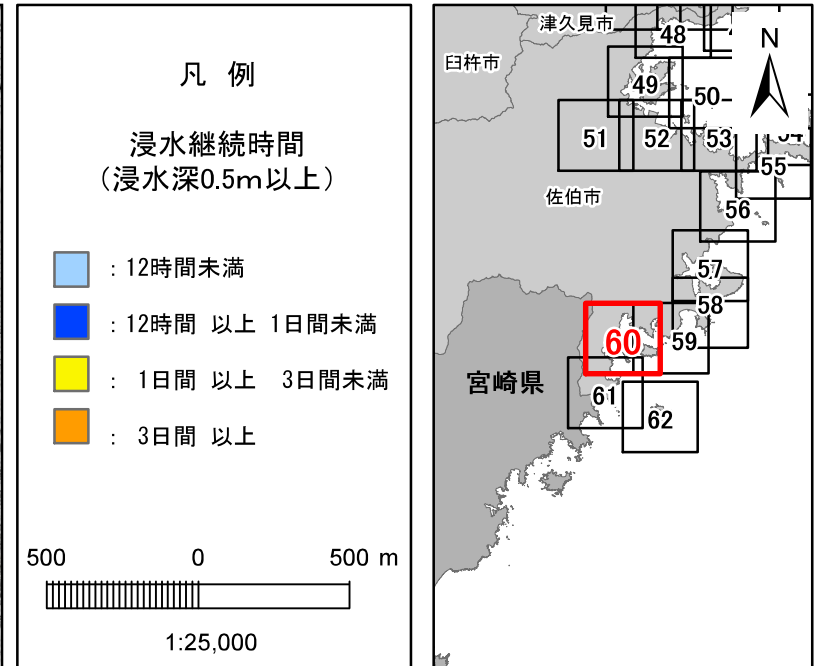 凡 例
浸水継続時間
（浸水深0.5m以上）
：12時間未満
：12時間 以上 1日間未満
： 1日間 以上 3日間未満
： 3日間 以上
500 0 500 m
1:25,000
津久見市
48
N
臼杵市
49
50
51
52
53
54
55
佐伯市
56
57
58
60
59
宮崎県
61
62